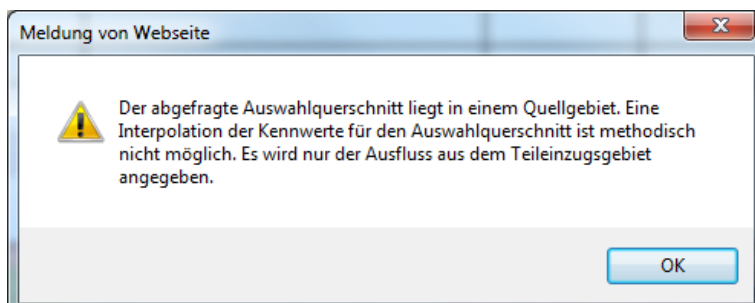 Meldung von Webseite
Der abgefragte Auswahlquerschnitt liegt in einem Quellgebiet. Eine
Interpolation der Kennwerte für den Auswahlquerschnitt ist methodisch
nicht möglich. Es wird nur der Ausfluss aus dem Teileinzugsgebiet
angegeben.
OK